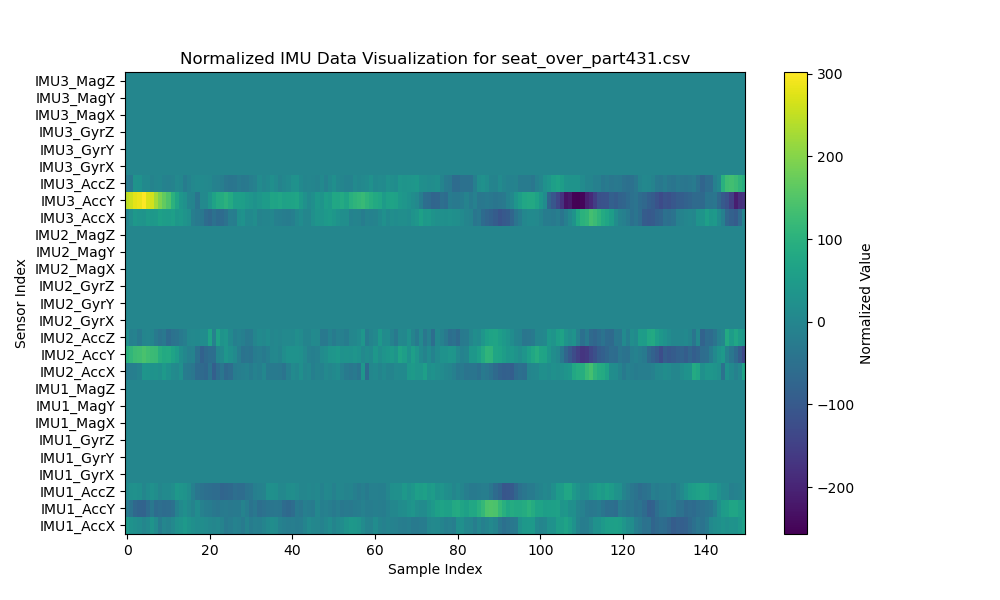 Normalized IMU Data Visualization for seat_over_part431.csv
IMU3_MagZ
IMU3_MagY
IMU3_MagX
IMU3_GyrZ
IMU3_GyrY
IMU3_GyrX
IMU3_AccZ
IMU3_AccY
IMU3_AccX
IMU2_MagZ
IMU2_MagY
IMU2_MagX
IMU2_GyrZ
IMU2_GyrY
IMU2_GyrX
IMU2_AccZ
IMU2_AccY
IMU2_AccX
IMU1_MagZ
IMU1_MagY
IMU1_MagX
IMU1_GyrZ
IMU1_GyrY
IMU1_GyrX
IMU1_AccZ
IMU1_AccY
IMU1_AccX
Sensor Index
0 20 40 60 80 100 120 140
Sample Index
300
200
100
0
−100
−200
Normalized Value